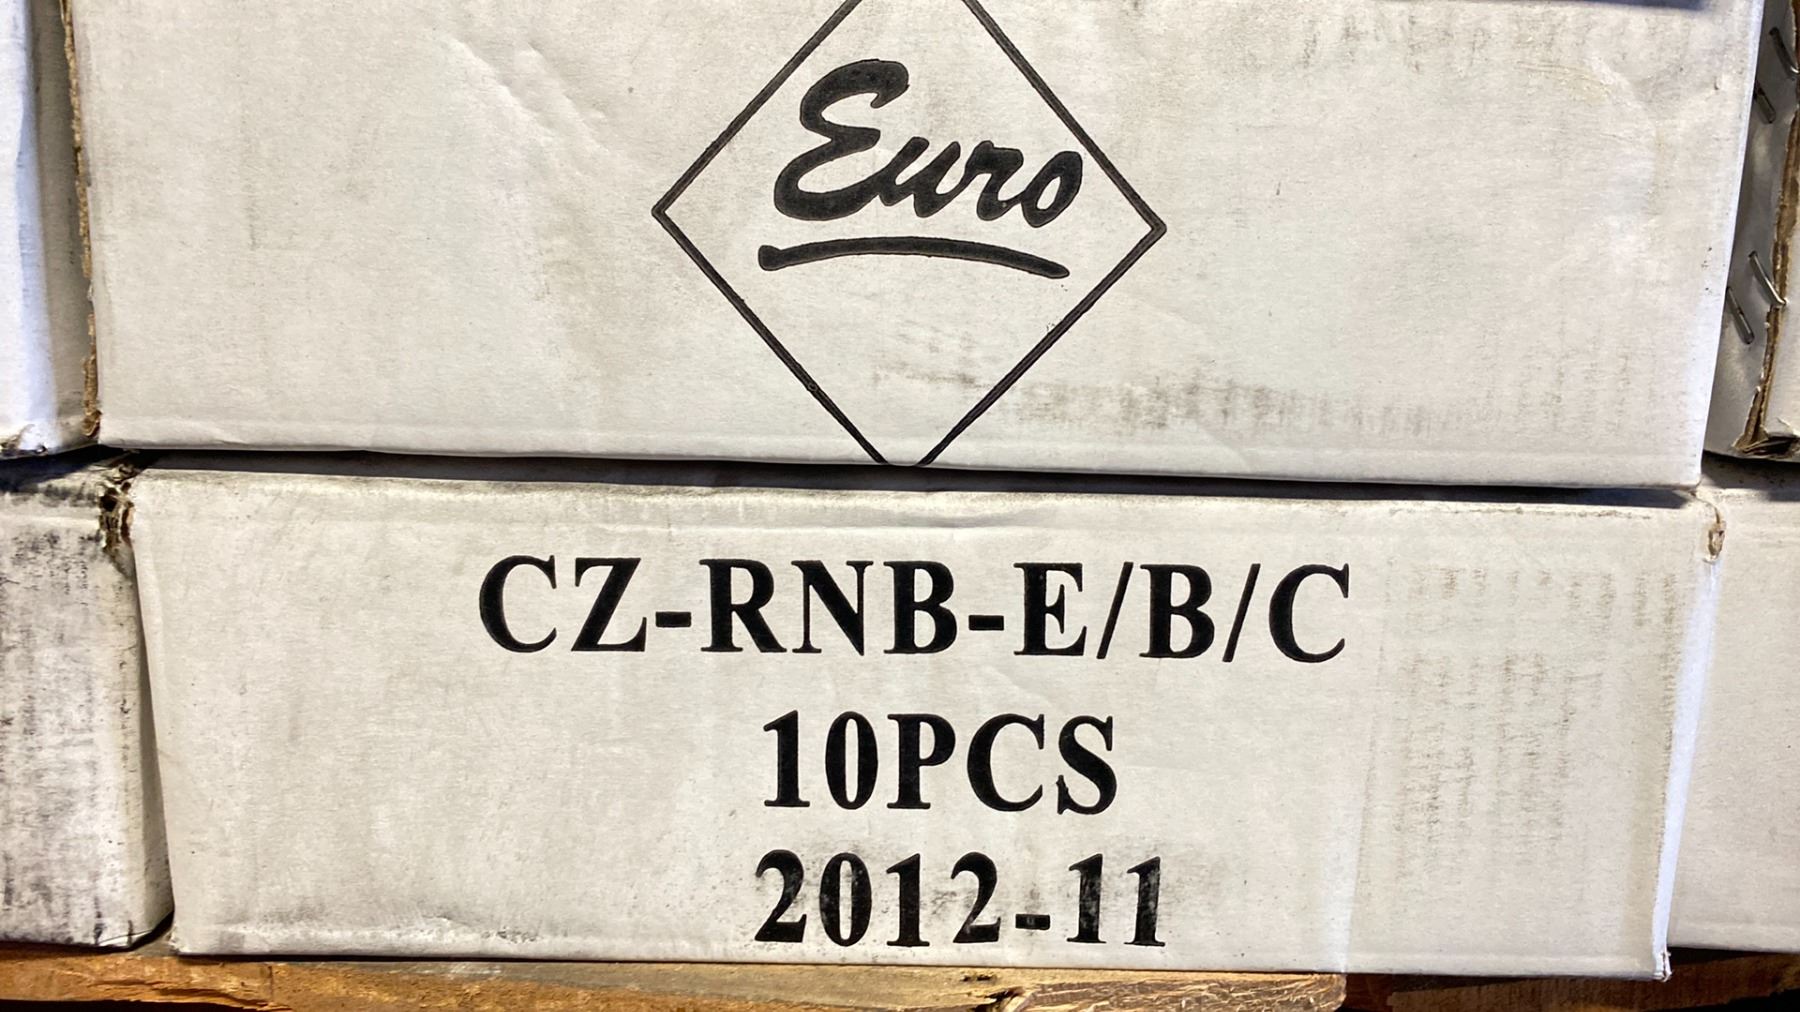 Euro
CZ-RNB-E/B/C
10PCS
2012-11